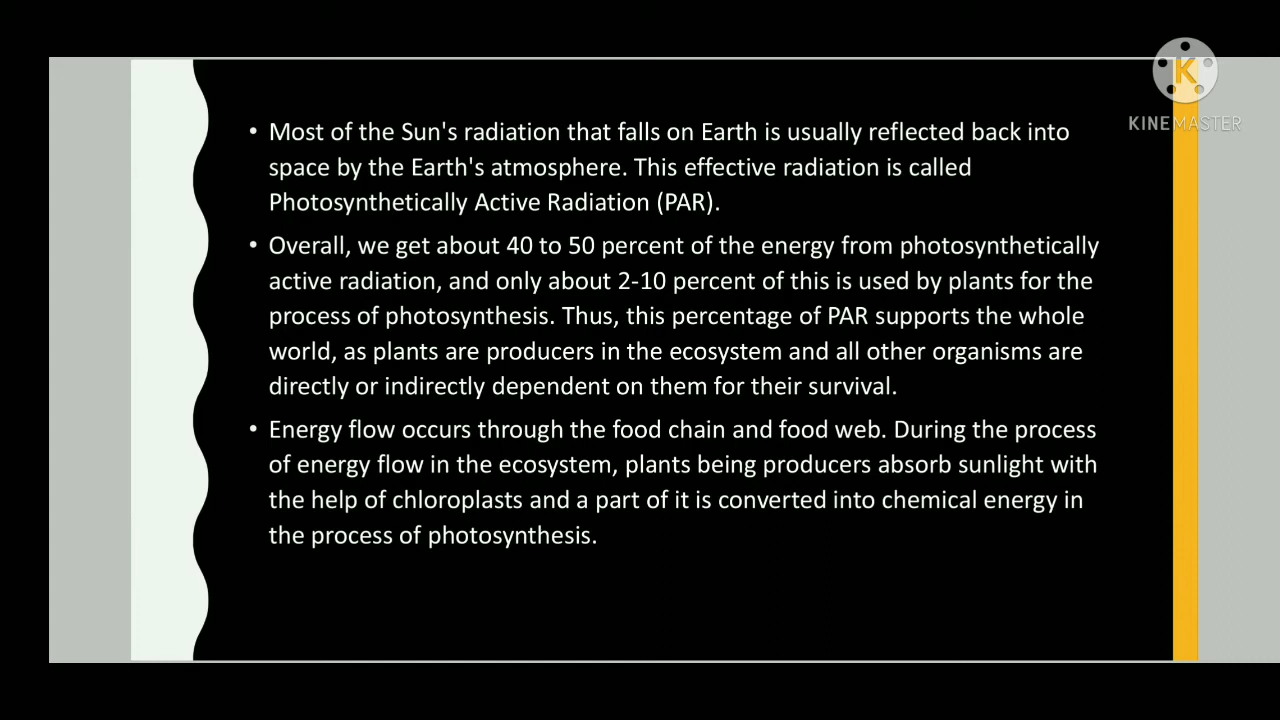 K
KINEMASTER
• Most of the Sun's radiation that falls on Earth is usually reflected back into
space by the Earth's atmosphere. This effective radiation is called
Photosynthetically Active Radiation (PAR).
• Overall, we get about 40 to 50 percent of the energy from photosynthetically
active radiation, and only about 2-10 percent of this is used by plants for the
process of photosynthesis. Thus, this percentage of PAR supports the whole
world, as plants are producers in the ecosystem and all other organisms are
directly or indirectly dependent on them for their survival.
• Energy flow occurs through the food chain and food web. During the process
of energy flow in the ecosystem, plants being producers absorb sunlight with
the help of chloroplasts and a part of it is converted into chemical energy in
the process of photosynthesis.